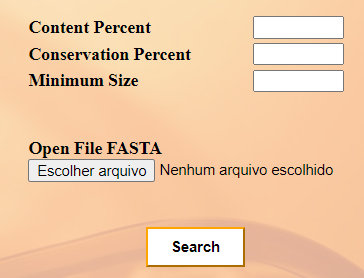 Content Percent
Conservation Percent
Minimum Size
Open File FASTA
Escolher arquivo Nenhum arquivo escolhido
Search